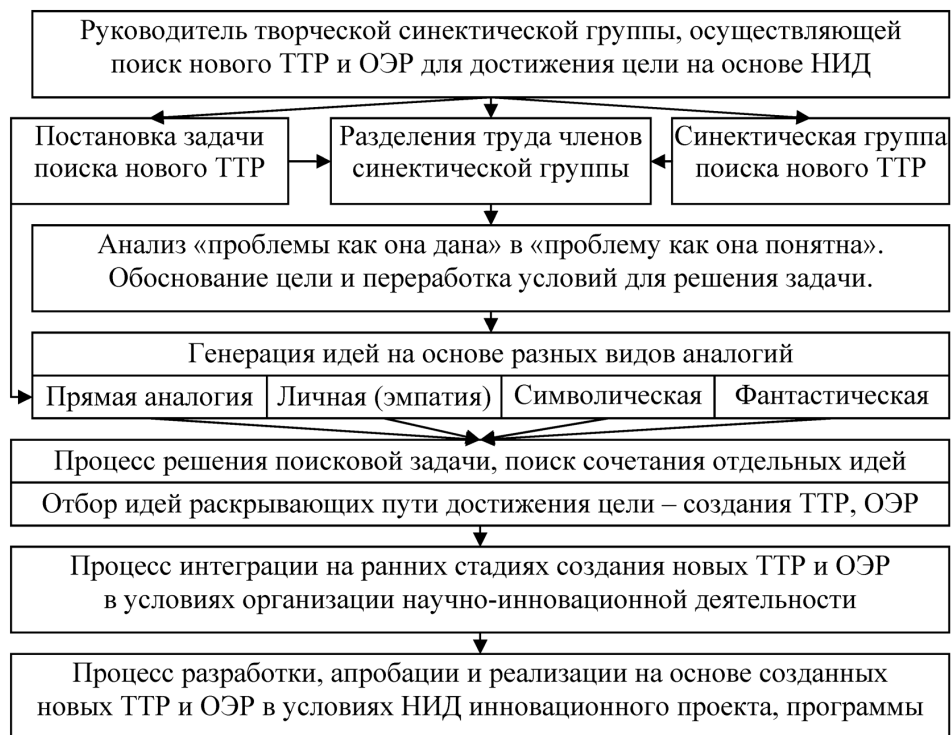 Руководитель творческой синектической группы, осуществляющей
поиск нового ТТР и ОЭР для достижения цели на основе НИД
Постановка задачи
поиска нового ТТР
Разделения труда членов
синектической группы
Синектическая группа
поиска нового ТТР
Анализ «проблемы как она дана» в «проблему как она понятна».
Обоснование цели и переработка условий для решения задачи.
Генерация идей на основе разных видов аналогий
Прямая аналогия
Личная (эмпатия)
Символическая
Фантастическая
Процесс решения поисковой задачи, поиск сочетания отдельных идей
Отбор идей раскрывающих пути достижения цели – создания ТТР, ОЭР
Процесс интеграции на ранних стадиях создания новых ТТР и ОЭР
в условиях организации научно-инновационной деятельности
Процесс разработки, апробации и реализации на основе созданных
новых ТТР и ОЭР в условиях НИД инновационного проекта, программы